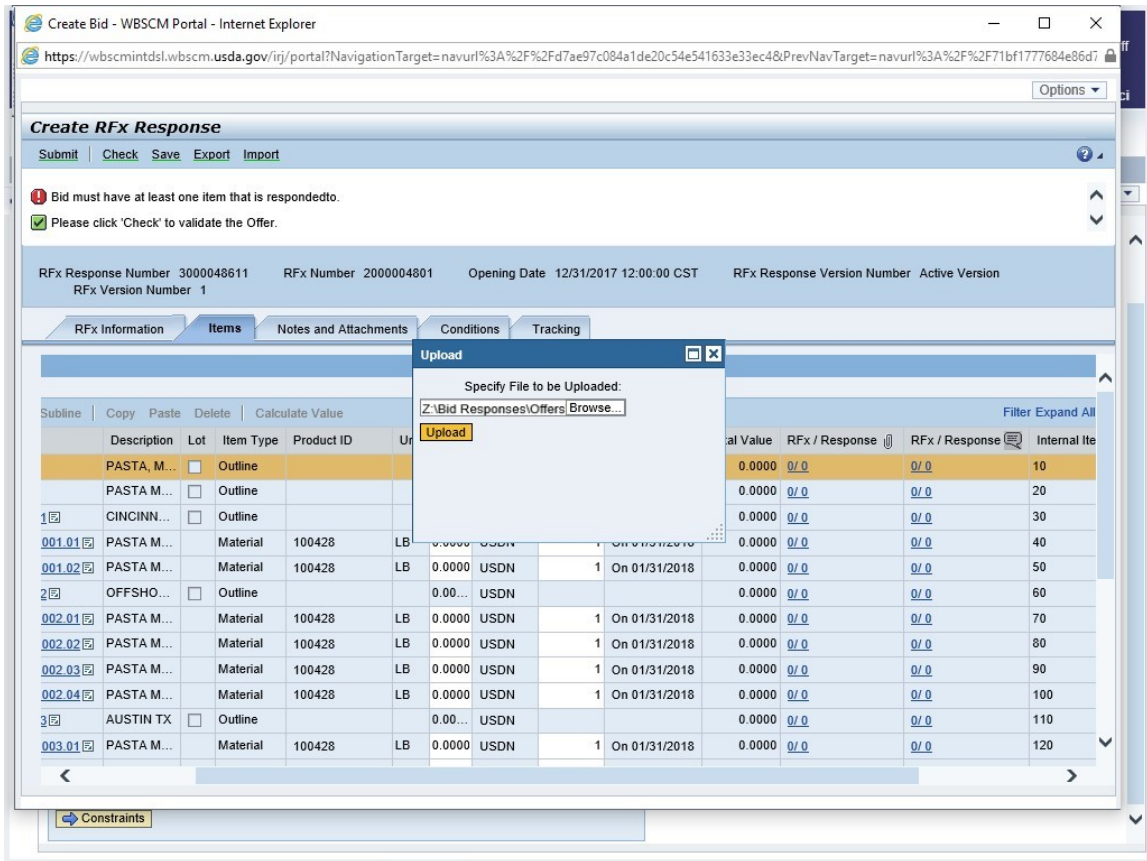 Create Bid - WBSCM Portal - Internet Explorer
https://wbscmintdsl.wbscm.usda.gov/irj/portal?NavigationTarget=navurl%3A%2F%2Fd7ae97c084a1de20c54e541633e33ec4&PrevNavTarget=navurl%3A%2F%2F71bf1777684e86d7
Options
Create RFx Response
Submit Check Save Export Import
Bid must have at least one item that is respondedto.
Please click 'Check' to validate the Offer.
RFx Response Number 3000048611 RFx Number 2000004801 Opening Date 12/31/2017 12:00:00 CST RFx Response Version Number Active Version
RFx Version Number 1
RFx Information Items Notes and Attachments Conditions Tracking
Upload
Specify File to be Uploaded:
Z:\Bid Responses\Offers Browse...
Upload
Subline Copy Paste Delete Calculate Value Filter Expand All
Description Lot Item Type Product ID Un tal Value RFx / Response RFx / Response Internal Ite
PASTA, M... Outline 0.0000 0/ 0 0/ 0 10
PASTA M... Outline 0.0000 0/ 0 0/ 0 20
1 CINCINN... Outline 0.0000 0/ 0 0/ 0 30
001.01 PASTA M... Material 100428 LB 0.0000 USDN 1 On 01/31/2018 0.0000 0/ 0 0/ 0 40
001.02 PASTA M... Material 100428 LB 0.0000 USDN 1 On 01/31/2018 0.0000 0/ 0 0/ 0 50
2 OFFSHO... Outline 0.00... USDN 0.0000 0/ 0 0/ 0 60
002.01 PASTA M... Material 100428 LB 0.0000 USDN 1 On 01/31/2018 0.0000 0/ 0 0/ 0 70
002.02 PASTA M... Material 100428 LB 0.0000 USDN 1 On 01/31/2018 0.0000 0/ 0 0/ 0 80
002.03 PASTA M... Material 100428 LB 0.0000 USDN 1 On 01/31/2018 0.0000 0/ 0 0/ 0 90
002.04 PASTA M... Material 100428 LB 0.0000 USDN 1 On 01/31/2018 0.0000 0/ 0 0/ 0 100
3 AUSTIN TX Outline 0.00... USDN 0.0000 0/ 0 0/ 0 110
003.01 PASTA M... Material 100428 LB 0.0000 USDN 1 On 01/31/2018 0.0000 0/ 0 0/ 0 120
Constraints